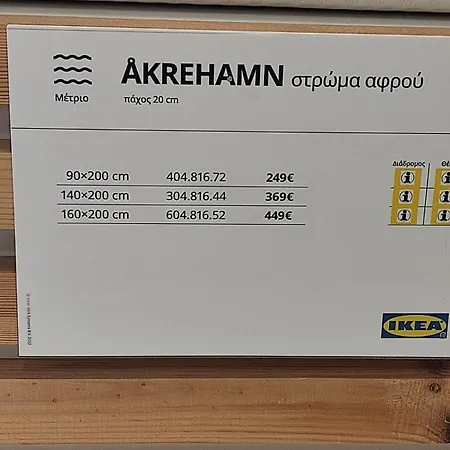 ÅKREHAMN στρώμα αφρού
Μέτριο πάχος 20 cm
Διάδρομος
90×200 cm 404.816.72 249€
140×200 cm 304.816.44 369€
160×200 cm 604.816.52 449€
IKEA